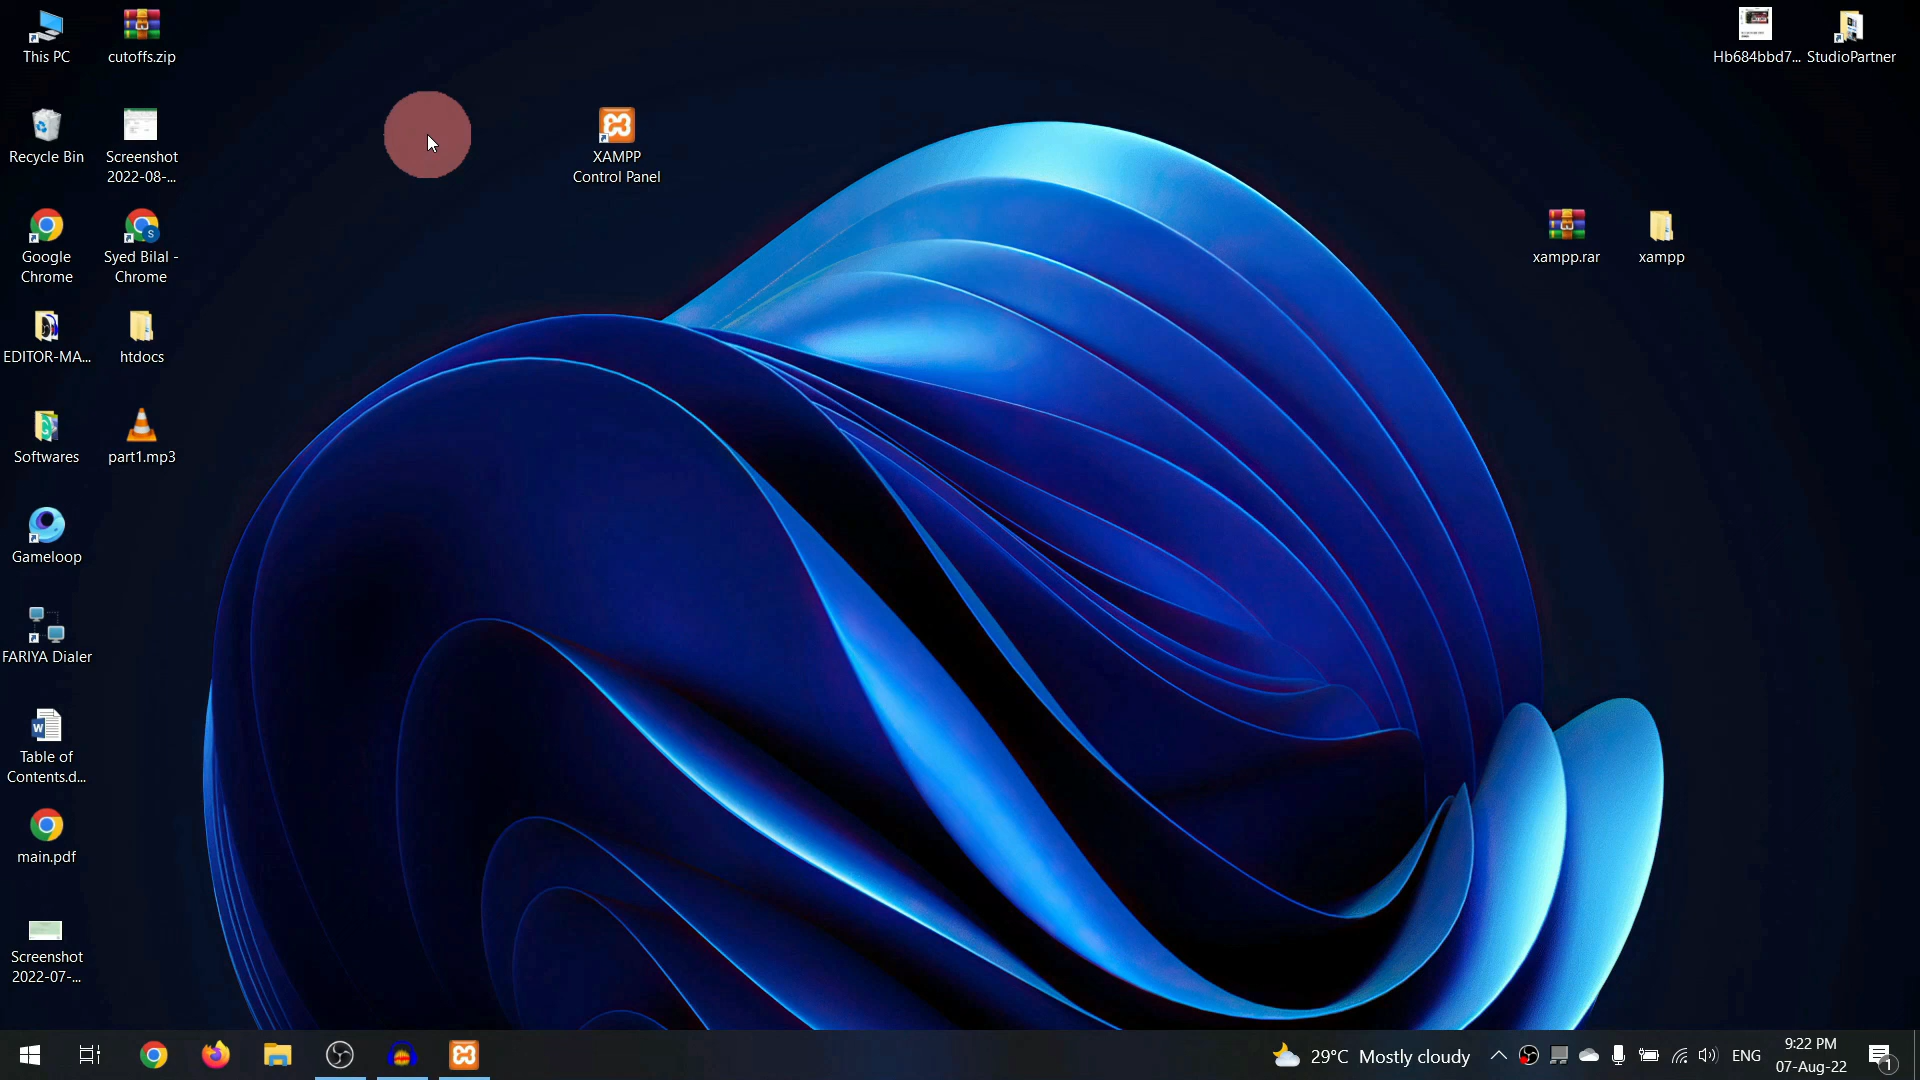 This PC
cutoffs.zip
Hb684bbd7...
StudioPartner
Recycle Bin
Screenshot
2022-08-...
XAMPP
Control Panel
Google
Chrome
S
Syed Bilal -
Chrome
xampp.rar
xampp
EDITOR-MA...
htdocs
Softwares
part1.mp3
Gameloop
FARIYA Dialer
W
Table of
Contents.d...
main.pdf
Screenshot
2022-07-...
29°C Mostly cloudy
ENG
9:22 PM
07-Aug-22
1